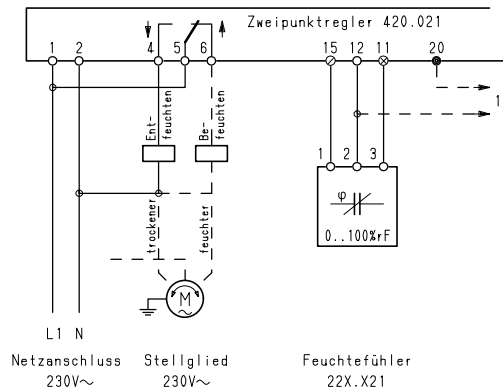 Zweipunktregler 420.021
1 2 4 5 6 15 12 11 20
1
Ent-
feuchten
Be-
feuchten
1 2 3
φ
0..100%rF
trockener
feuchter
M
L1 N
Netzanschluss
230V~
Stellglied
230V~
Feuchtefühler
22X.X21